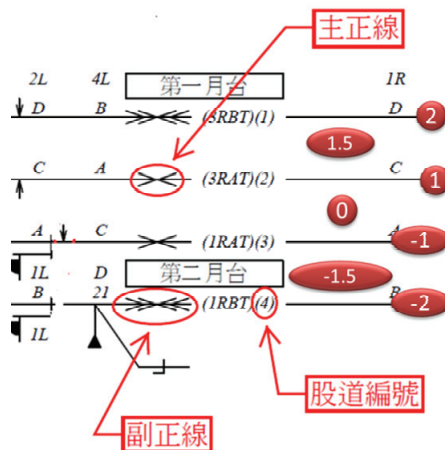 主正線
2L 4L 第一月台 1R
D B (3RBT)(1) D 2
1.5
C A (3RAT)(2) C 1
0
A C (1RAT)(3) A -1
1L D 第二月台 -1.5
B 21 (1RBT)(4) B -2
1L
副正線 股道編號